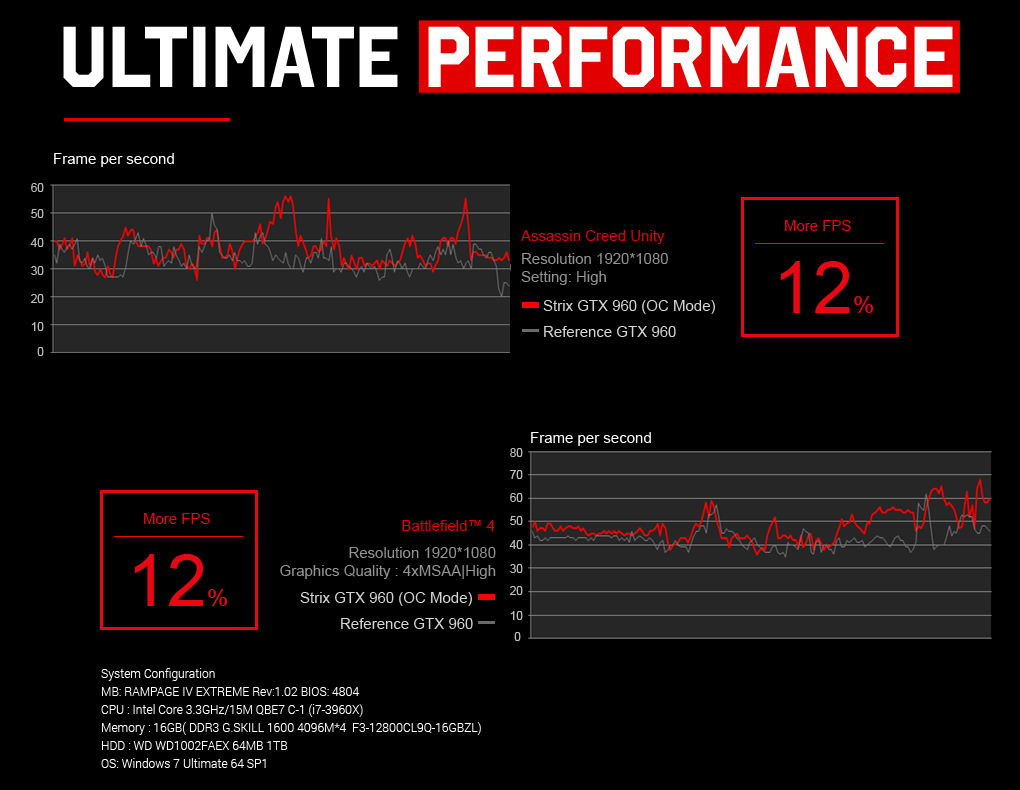 ULTIMATE PERFORMANCE
Frame per second
60
50
40
30
20
10
0
Assassin Creed Unity
Resolution 1920*1080
Setting: High
Strix GTX 960 (OC Mode)
Reference GTX 960
More FPS
12%
Frame per second
80
70
60
50
40
30
20
10
0
More FPS
12%
Battlefield™ 4
Resolution 1920*1080
Graphics Quality : 4xMSAA|High
Strix GTX 960 (OC Mode)
Reference GTX 960
System Configuration
MB: RAMPAGE IV EXTREME Rev:1.02 BIOS: 4804
CPU : Intel Core 3.3GHz/15M QBE7 C-1 (i7-3960X)
Memory : 16GB( DDR3 G.SKILL 1600 4096M*4  F3-12800CL9Q-16GBZL)
HDD : WD WD1002FAEX 64MB 1TB
OS: Windows 7 Ultimate 64 SP1